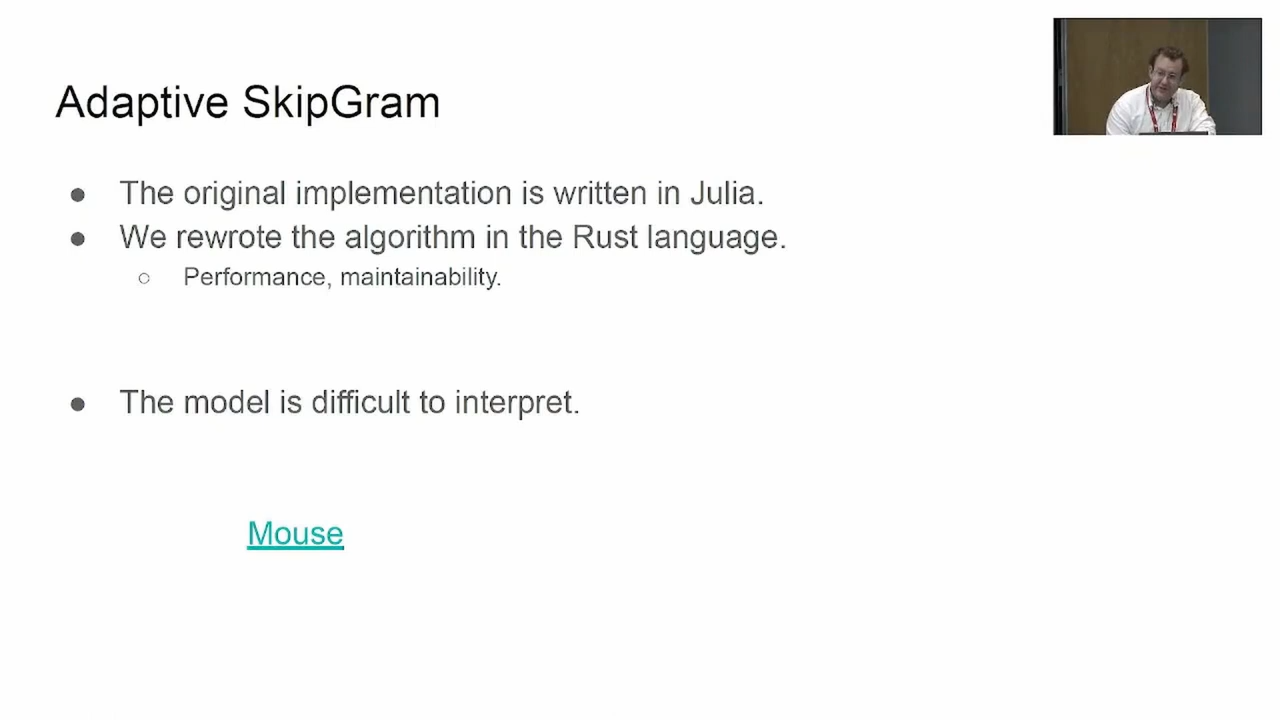 Adaptive SkipGram
● The original implementation is written in Julia.
● We rewrote the algorithm in the Rust language.
○ Performance, maintainability.
● The model is difficult to interpret.
Mouse